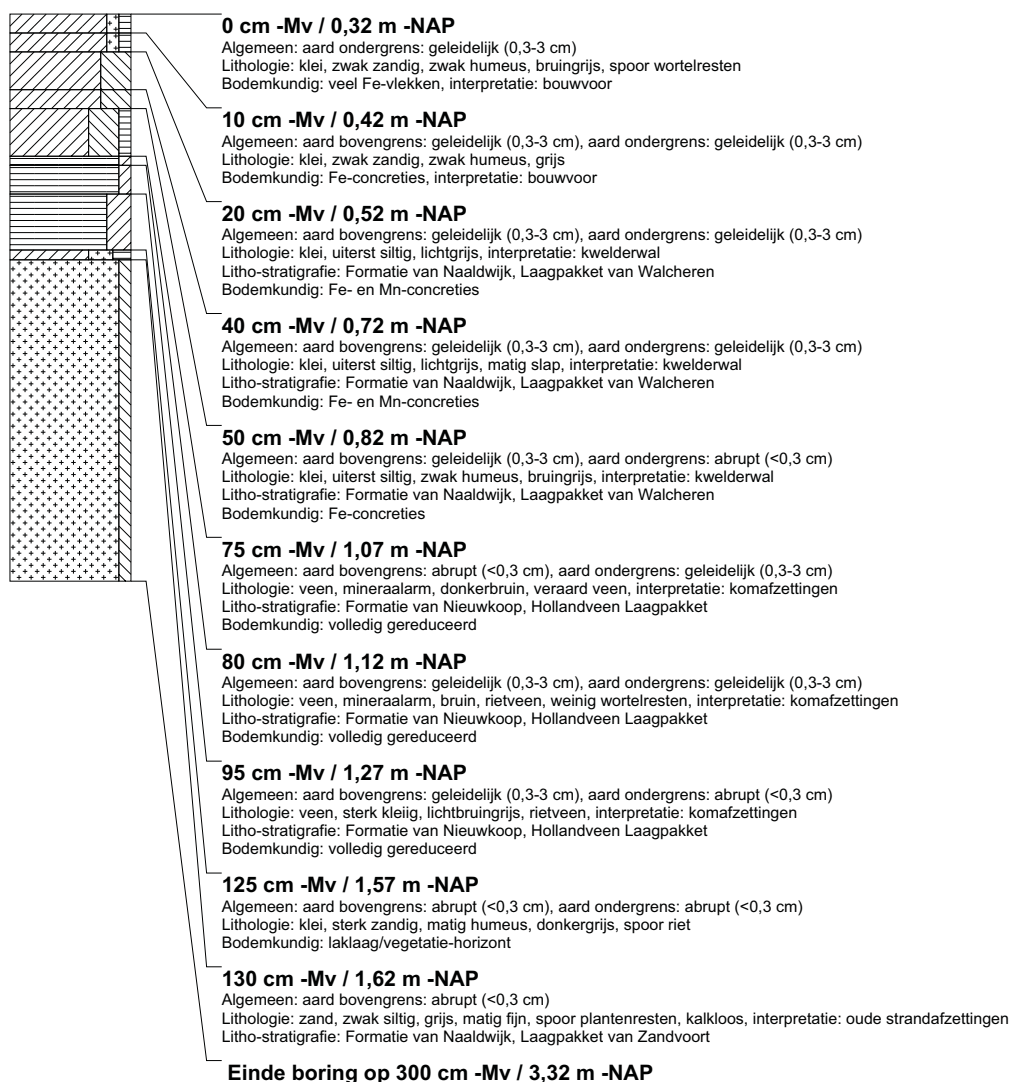 0 cm -Mv / 0,32 m -NAP
Algemeen: aard ondergrens: geleidelijk (0,3-3 cm)
Lithologie: klei, zwak zandig, zwak humeus, bruingrijs, spoor wortelresten
Bodemkundig: veel Fe-vlekken, interpretatie: bouwvoor
10 cm -Mv / 0,42 m -NAP
Algemeen: aard bovengrens: geleidelijk (0,3-3 cm), aard ondergrens: geleidelijk (0,3-3 cm)
Lithologie: klei, zwak zandig, zwak humeus, grijs
Bodemkundig: Fe-concreties, interpretatie: bouwvoor
20 cm -Mv / 0,52 m -NAP
Algemeen: aard bovengrens: geleidelijk (0,3-3 cm), aard ondergrens: geleidelijk (0,3-3 cm)
Lithologie: klei, uiterst siltig, lichtgrijs, interpretatie: kwelderwal
Litho-stratigrafie: Formatie van Naaldwijk, Laagpakket van Walcheren
Bodemkundig: Fe- en Mn-concreties
40 cm -Mv / 0,72 m -NAP
Algemeen: aard bovengrens: geleidelijk (0,3-3 cm), aard ondergrens: geleidelijk (0,3-3 cm)
Lithologie: klei, uiterst siltig, lichtgrijs, matig slap, interpretatie: kwelderwal
Litho-stratigrafie: Formatie van Naaldwijk, Laagpakket van Walcheren
Bodemkundig: Fe- en Mn-concreties
50 cm -Mv / 0,82 m -NAP
Algemeen: aard bovengrens: geleidelijk (0,3-3 cm), aard ondergrens: abrupt (<0,3 cm)
Lithologie: klei, uiterst siltig, zwak humeus, bruingrijs, interpretatie: kwelderwal
Litho-stratigrafie: Formatie van Naaldwijk, Laagpakket van Walcheren
Bodemkundig: Fe-concreties
75 cm -Mv / 1,07 m -NAP
Algemeen: aard bovengrens: abrupt (<0,3 cm), aard ondergrens: geleidelijk (0,3-3 cm)
Lithologie: veen, mineraalarm, donkerbruin, veraard veen, interpretatie: komafzettingen
Litho-stratigrafie: Formatie van Nieuwkoop, Hollandveen Laagpakket
Bodemkundig: volledig gereduceerd
80 cm -Mv / 1,12 m -NAP
Algemeen: aard bovengrens: geleidelijk (0,3-3 cm), aard ondergrens: geleidelijk (0,3-3 cm)
Lithologie: veen, mineraalarm, bruin, rietveen, weinig wortelresten, interpretatie: komafzettingen
Litho-stratigrafie: Formatie van Nieuwkoop, Hollandveen Laagpakket
Bodemkundig: volledig gereduceerd
95 cm -Mv / 1,27 m -NAP
Algemeen: aard bovengrens: geleidelijk (0,3-3 cm), aard ondergrens: abrupt (<0,3 cm)
Lithologie: veen, sterk kleiig, lichtbruingrijs, rietveen, interpretatie: komafzettingen
Litho-stratigrafie: Formatie van Nieuwkoop, Hollandveen Laagpakket
Bodemkundig: volledig gereduceerd
125 cm -Mv / 1,57 m -NAP
Algemeen: aard bovengrens: abrupt (<0,3 cm), aard ondergrens: abrupt (<0,3 cm)
Lithologie: klei, sterk zandig, matig humeus, donkergrijs, spoor riet
Bodemkundig: laklaag/vegetatie-horizont
130 cm -Mv / 1,62 m -NAP
Algemeen: aard bovengrens: abrupt (<0,3 cm)
Lithologie: zand, zwak siltig, grijs, matig fijn, spoor plantenresten, kalkloos, interpretatie: oude strandafzettingen
Litho-stratigrafie: Formatie van Naaldwijk, Laagpakket van Zandvoort
Einde boring op 300 cm -Mv / 3,32 m -NAP